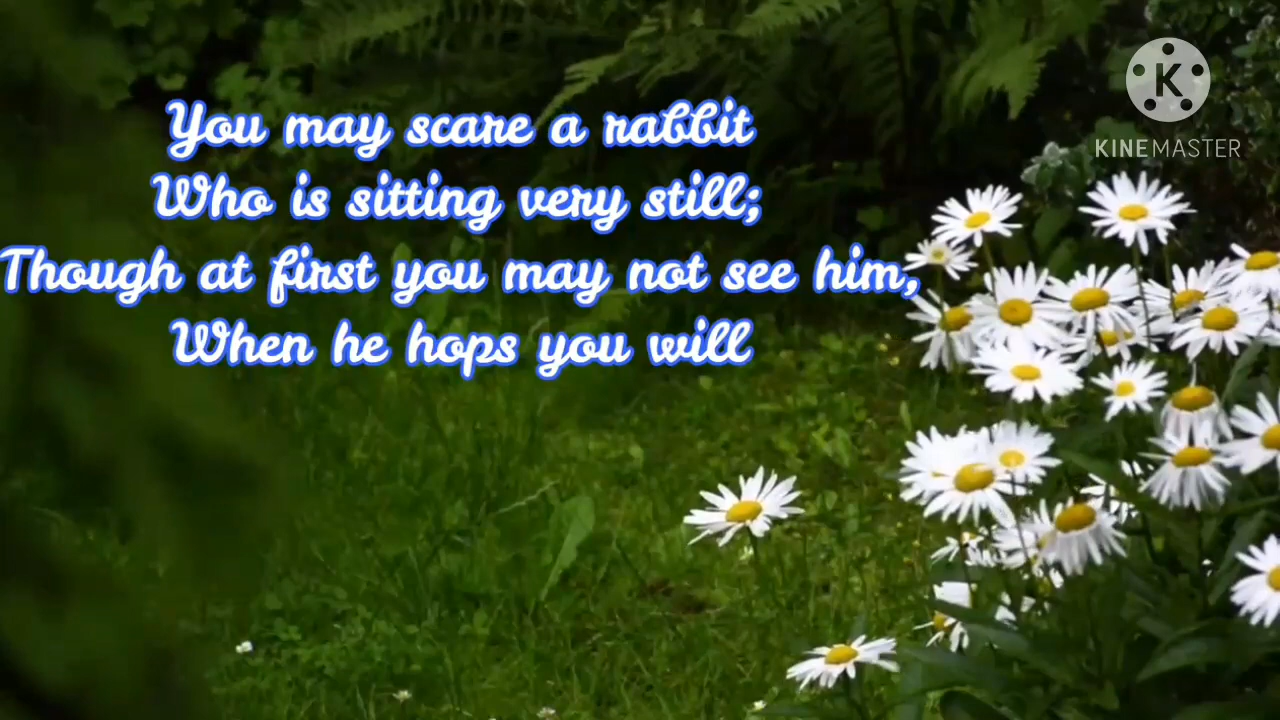 You may scare a rabbit
Who is sitting very still;
Though at first you may not see him,
When he hops you will
K
KINEMASTER